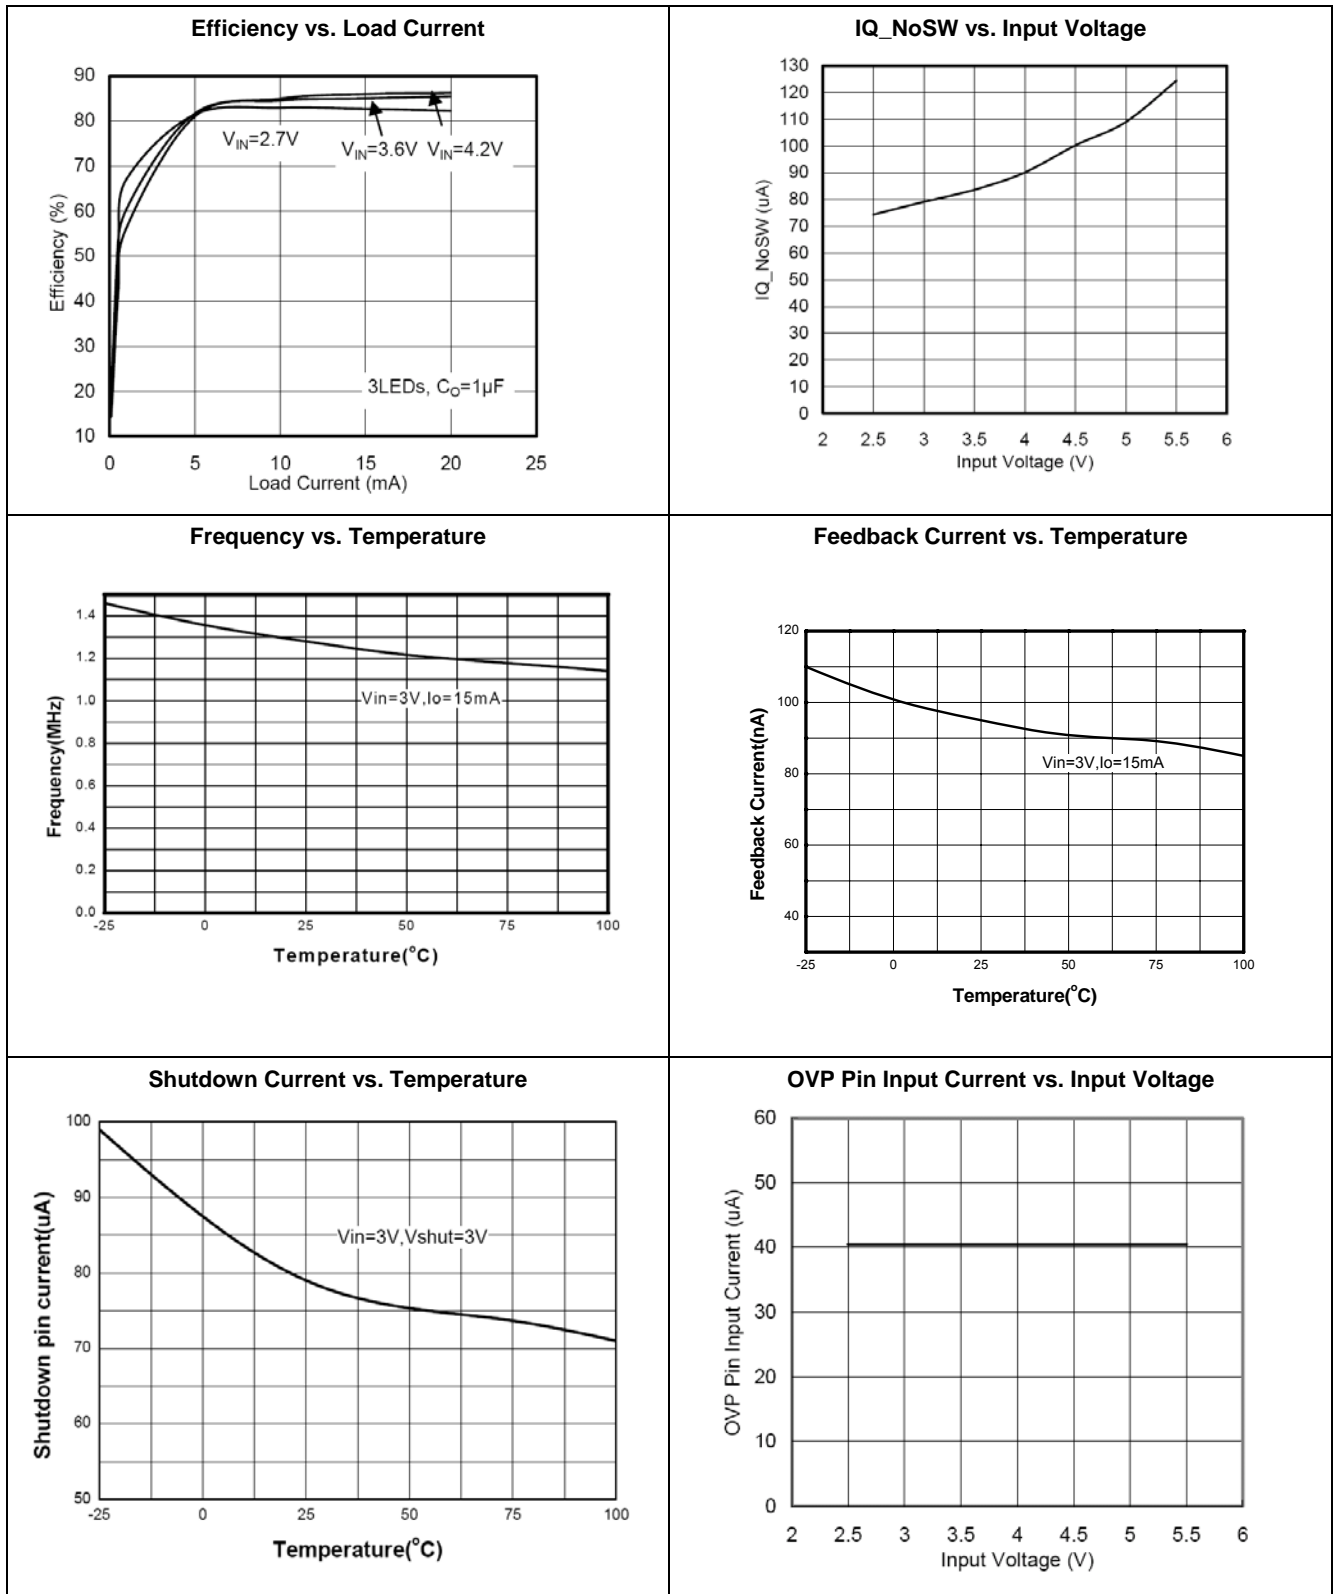 Efficiency vs. Load Current
90
80
70
60
50
40
30
20
10
Efficiency (%)
V_IN=2.7V
V_IN=3.6V V_IN=4.2V
3LEDs, C_O=1µF
0 5 10 15 20 25
Load Current (mA)
IQ_NoSW vs. Input Voltage
130
120
110
100
90
80
70
60
50
40
30
20
10
0
IQ_NoSW (uA)
2 2.5 3 3.5 4 4.5 5 5.5 6
Input Voltage (V)
Frequency vs. Temperature
1.4
1.2
1.0
0.8
0.6
0.4
0.2
0.0
Frequency(MHz)
Vin=3V,Io=15mA
-25 0 25 50 75 100
Temperature(°C)
Feedback Current vs. Temperature
120
100
80
60
40
Feedback Current(nA)
Vin=3V,Io=15mA
-25 0 25 50 75 100
Temperature(°C)
Shutdown Current vs. Temperature
100
90
80
70
60
50
Shutdown pin current(uA)
Vin=3V,Vshut=3V
-25 0 25 50 75 100
Temperature(°C)
OVP Pin Input Current vs. Input Voltage
60
50
40
30
20
10
0
OVP Pin Input Current (uA)
2 2.5 3 3.5 4 4.5 5 5.5 6
Input Voltage (V)